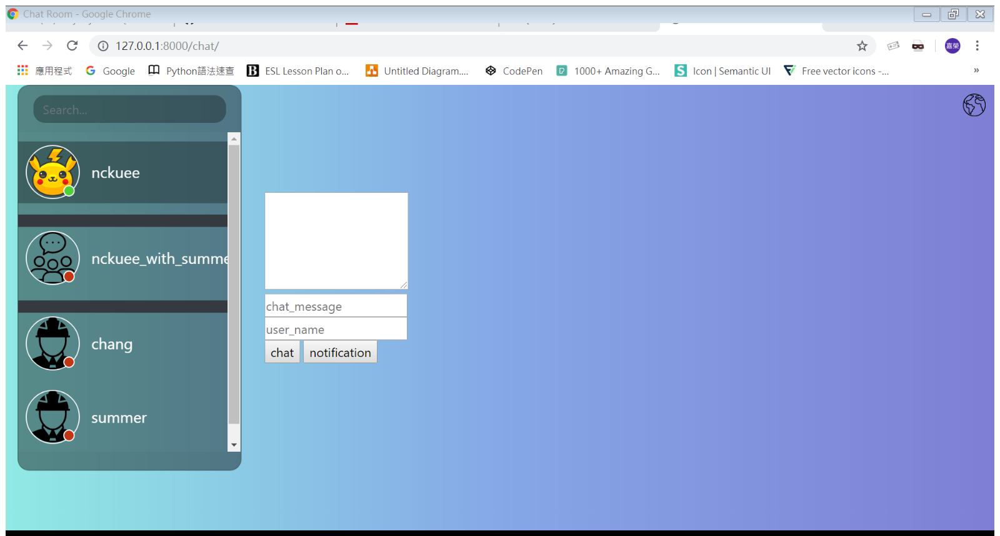 Chat Room - Google Chrome
127.0.0.1:8000/chat/
嘉榮
應用程式
Google
Python語法速查
ESL Lesson Plan o...
Untitled Diagram....
CodePen
1000+ Amazing G...
Icon | Semantic UI
Free vector icons -...
»
Search...
nckuee
nckuee_with_summe
chang
summer
chat_message
user_name
chat
notification